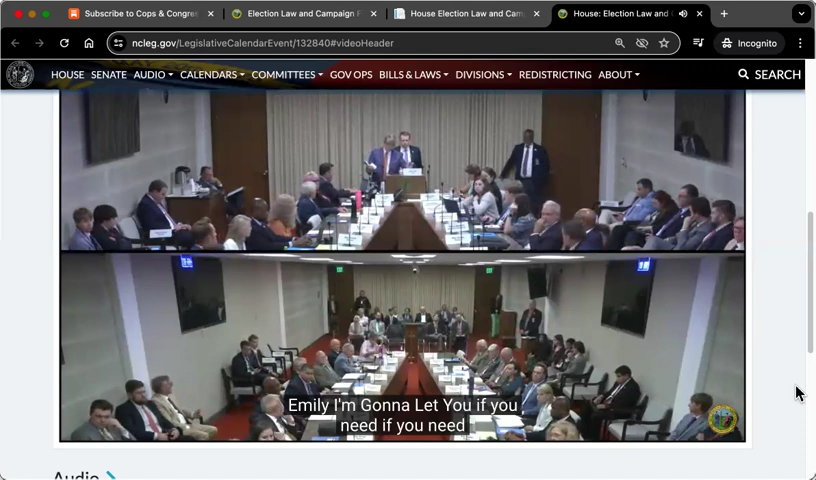 Subscribe to Cops & Congres
Election Law and Campaign F
House Election Law and Cam
House: Election Law and
ncleg.gov/LegislativeCalendarEvent/132840#videoHeader
Incognito
HOUSE SENATE AUDIO CALENDARS COMMITTEES GOV OPS BILLS & LAWS DIVISIONS REDISTRICTING ABOUT SEARCH
Emily I'm Gonna Let You if you
need if you need
Audio